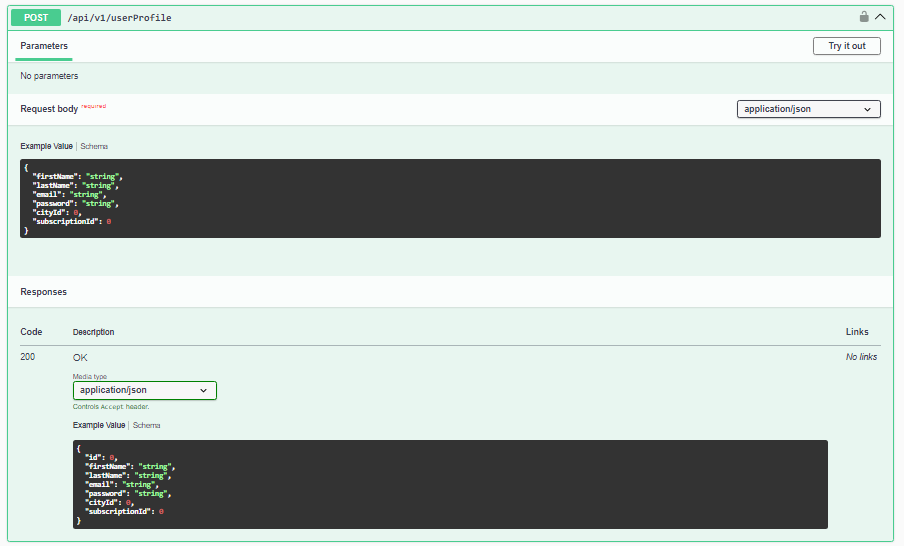 POST /api/v1/userProfile
Parameters
Try it out
No parameters
Request body required
application/json
Example Value | Schema
{
  "firstName": "string",
  "lastName": "string",
  "email": "string",
  "password": "string",
  "cityId": 0,
  "subscriptionId": 0
}
Responses
Code Description Links
200 OK No links
Media type
application/json
Controls Accept header.
Example Value | Schema
{
  "id": 0,
  "firstName": "string",
  "lastName": "string",
  "email": "string",
  "password": "string",
  "cityId": 0,
  "subscriptionId": 0
}